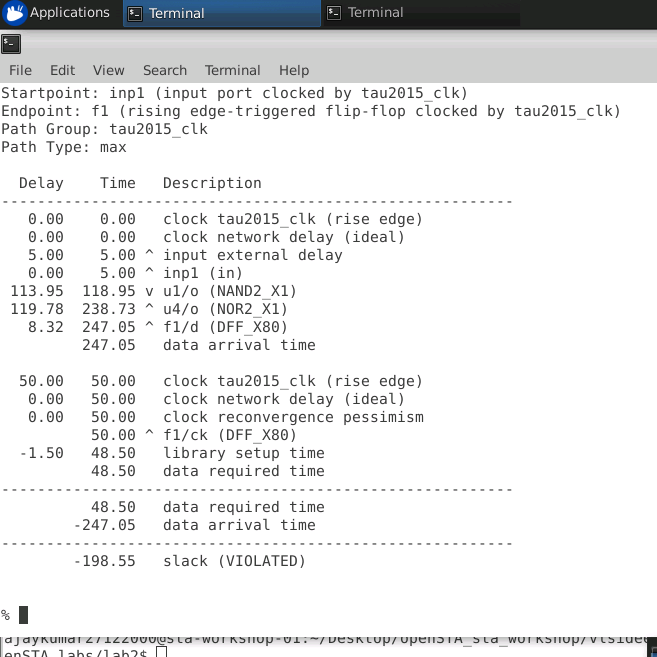 Applications Terminal Terminal
File Edit View Search Terminal Help
Startpoint: inp1 (input port clocked by tau2015_clk)
Endpoint: f1 (rising edge-triggered flip-flop clocked by tau2015_clk)
Path Group: tau2015_clk
Path Type: max
Delay Time Description
---------------------------------------------------------
0.00 0.00 clock tau2015_clk (rise edge)
0.00 0.00 clock network delay (ideal)
5.00 5.00 ^ input external delay
0.00 5.00 ^ inp1 (in)
113.95 118.95 v u1/o (NAND2_X1)
119.78 238.73 ^ u4/o (NOR2_X1)
8.32 247.05 ^ f1/d (DFF_X80)
247.05 data arrival time
50.00 50.00 clock tau2015_clk (rise edge)
0.00 50.00 clock network delay (ideal)
0.00 50.00 clock reconvergence pessimism
50.00 ^ f1/ck (DFF_X80)
-1.50 48.50 library setup time
48.50 data required time
---------------------------------------------------------
48.50 data required time
-247.05 data arrival time
---------------------------------------------------------
-198.55 slack (VIOLATED)
%
ajaykumar27122000@sta-workshop-01:~/Desktop/openSTA_sta_workshop/vlsideo
enSTA_labs/lab2$